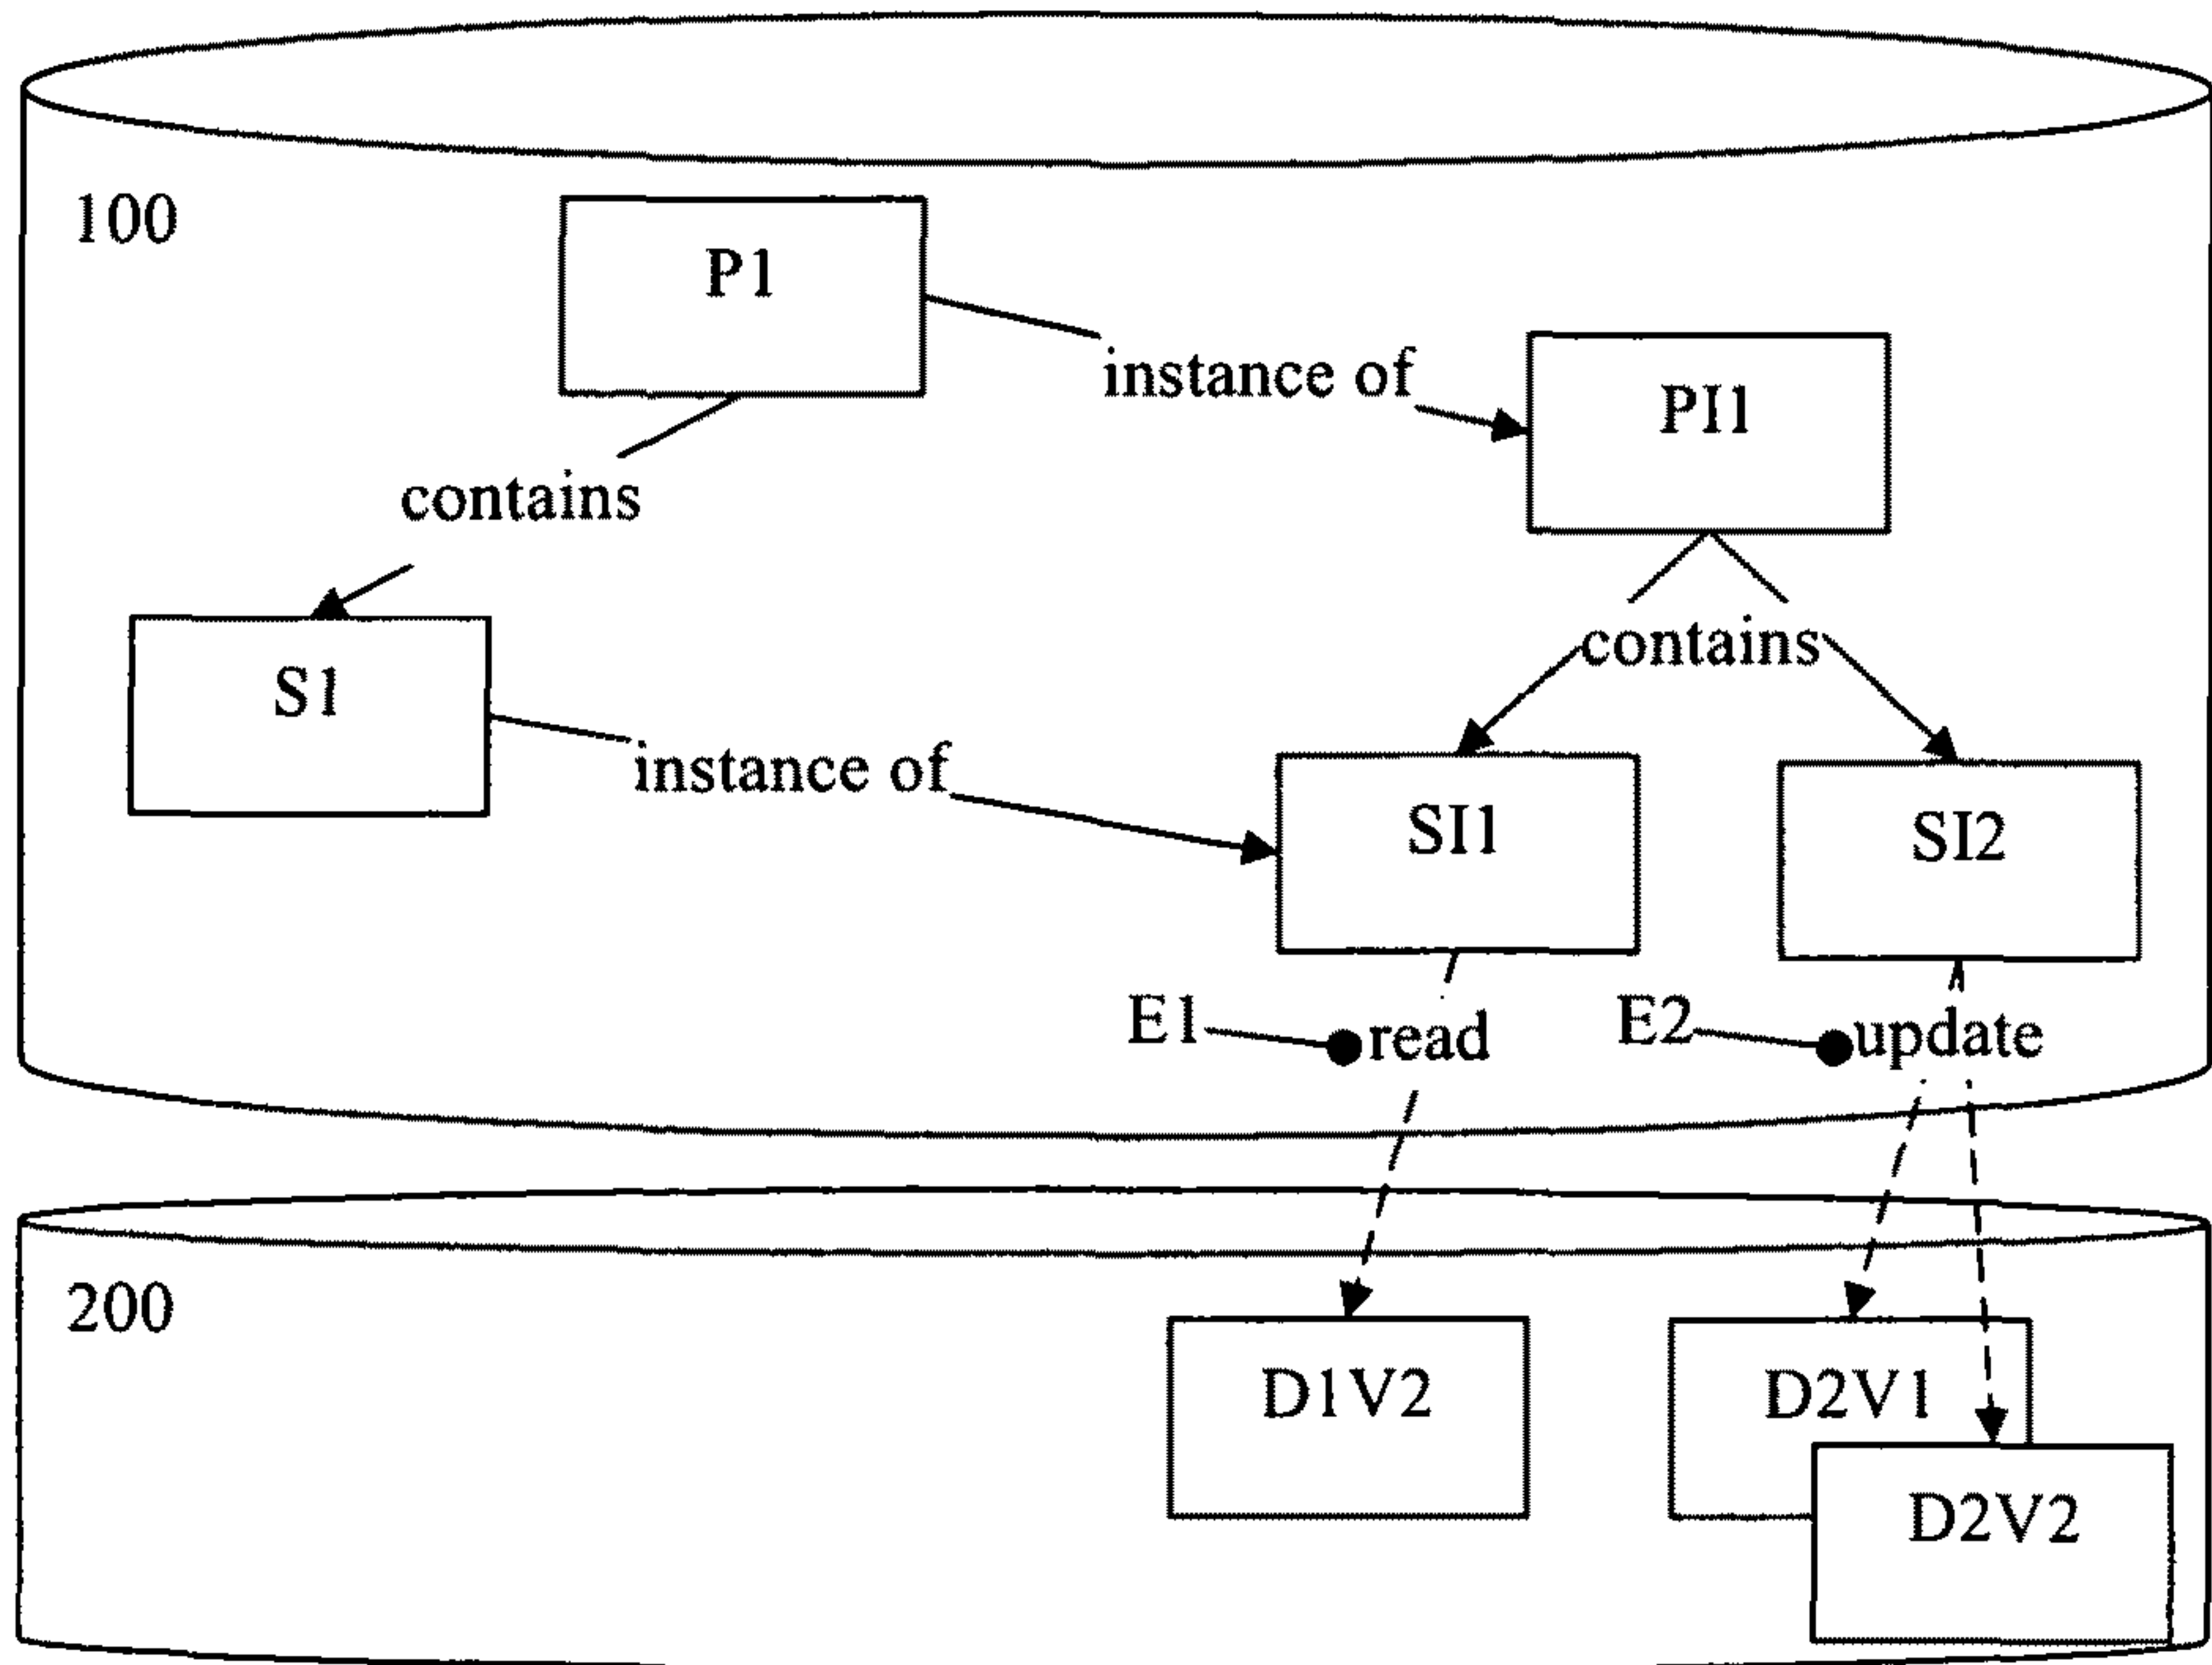 100
P1
instance of
PI1
contains
contains
S1
instance of
SI1
SI2
E1
read
E2
update
200
D1V2
D2V1
D2V2